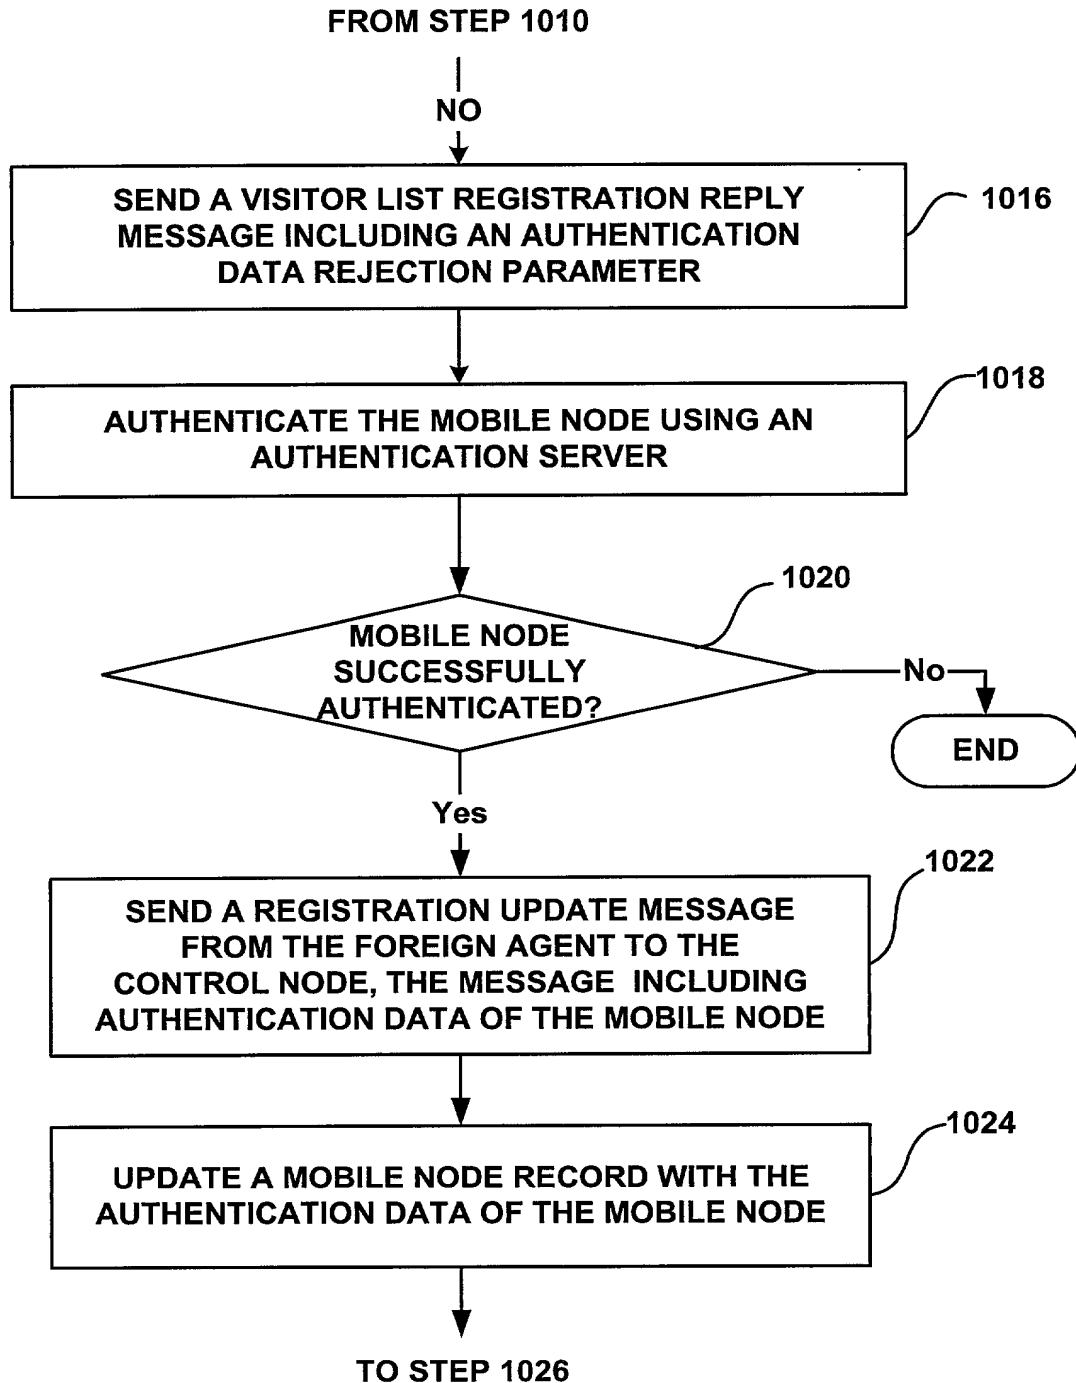 FROM STEP 1010
NO
SEND A VISITOR LIST REGISTRATION REPLY
MESSAGE INCLUDING AN AUTHENTICATION
DATA REJECTION PARAMETER
1016
1018
AUTHENTICATE THE MOBILE NODE USING AN
AUTHENTICATION SERVER
1020
MOBILE NODE
SUCCESSFULLY
AUTHENTICATED?
No
END
Yes
1022
SEND A REGISTRATION UPDATE MESSAGE
FROM THE FOREIGN AGENT TO THE
CONTROL NODE, THE MESSAGE INCLUDING
AUTHENTICATION DATA OF THE MOBILE NODE
1024
UPDATE A MOBILE NODE RECORD WITH THE
AUTHENTICATION DATA OF THE MOBILE NODE
TO STEP 1026